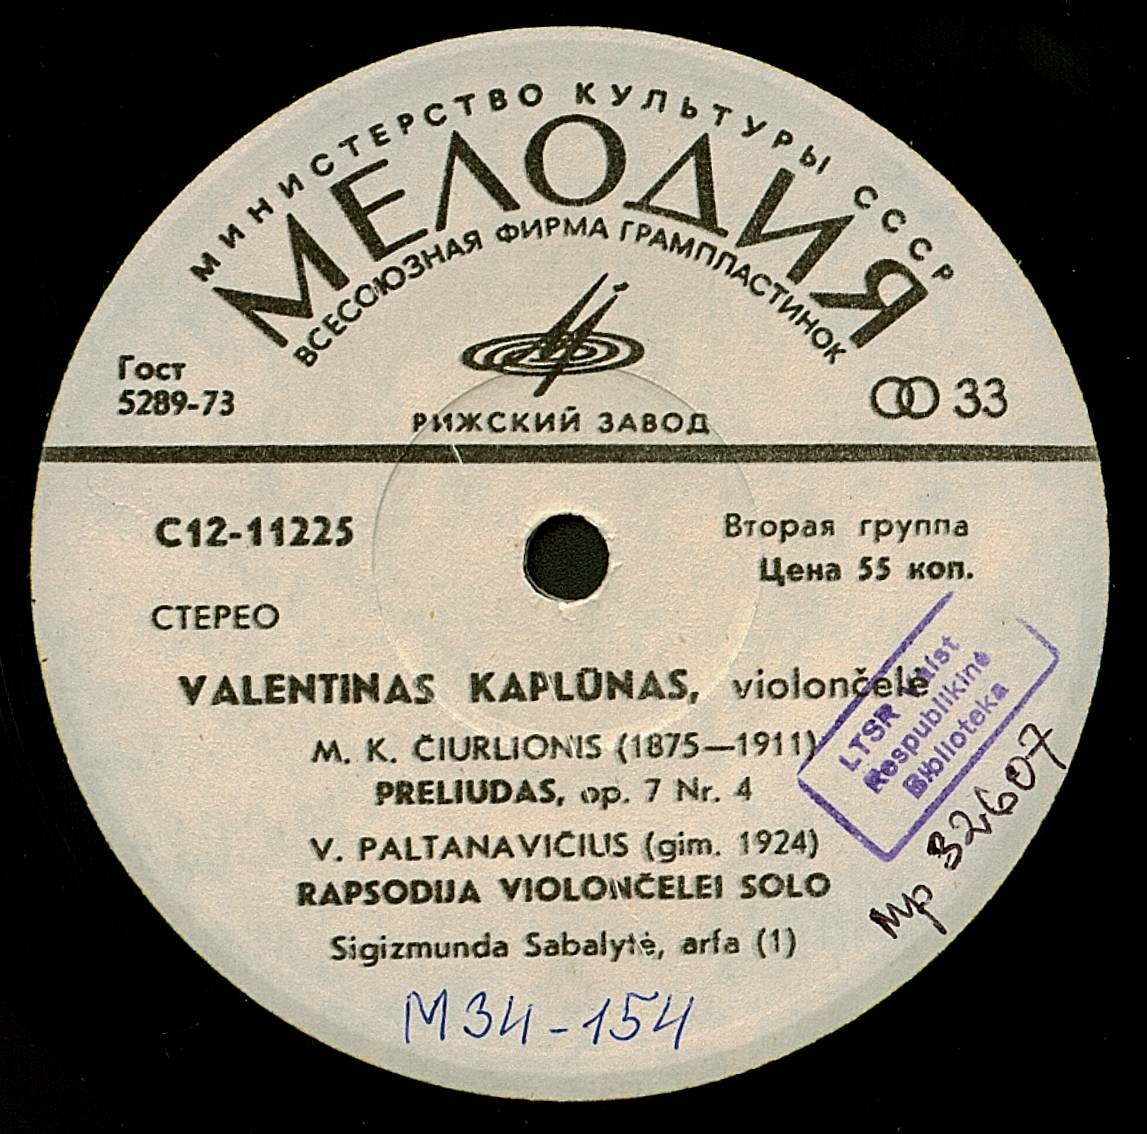 МИНИСТЕРСТВО КУЛЬТУРЫ СССР
МЕЛОДИЯ
ВСЕСОЮЗНАЯ ФИРМА ГРАМПЛАСТИНОК
Гост
5289-73
33
РИЖСКИЙ ЗАВОД
С12-11225
Вторая группа
Цена 55 коп.
СТЕРЕО
VALENTINAS KAPLŪNAS, violončelė
M. K. ČIURLIONIS (1875—1911)
PRELIUDAS, op. 7 Nr. 4
V. PALTANAVIČIUS (gim. 1924)
RAPSODIJA VIOLONČELEI SOLO
Sigizmunda Sabalytė, arfa (1)
LTSR Valst
Respublikinė
Biblioteka
Mp 32607
M34-154